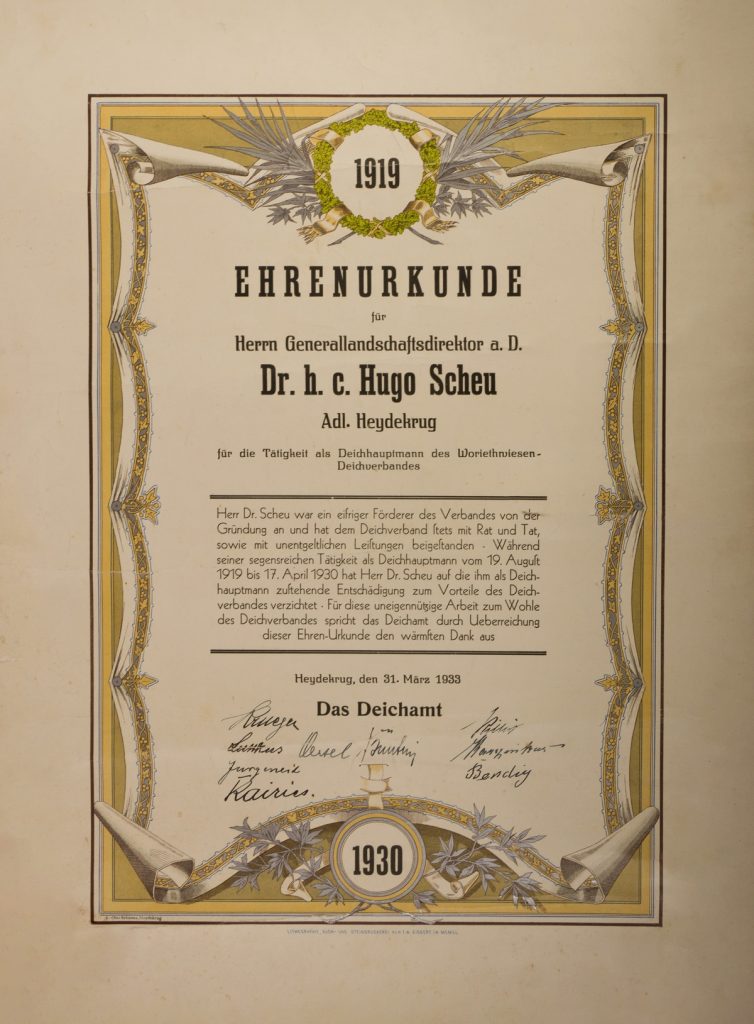 1919
EHRENURKUNDE
für
Herrn Generallandschaftsdirektor a. D.
Dr. h. c. Hugo Scheu
Adl. Heydekrug
für die Tätigkeit als Deichhauptmann des Woriethwiesen-
Deichverbandes
Herr Dr. Scheu war ein eifriger Förderer des Verbandes von der
Gründung an und hat dem Deichverband ſtets mit Rat und Tat,
sowie mit unentgeltlichen Leiſtungen beigeſtanden - Während
seiner segensreichen Tätigkeit als Deichhauptmann vom 19. Auguſt
1919 bis 17. April 1930 hat Herr Dr. Scheu auf die ihm als Deich-
hauptmann zuſtehende Entschädigung zum Vorteile des Deich-
verbandes verzichtet - Für diese uneigennützige Arbeit zum Wohle
des Deichverbandes spricht das Deichamt durch Ueberreichung
dieser Ehren-Urkunde den wärmſten Dank aus
Heydekrug, den 31. März 1933
Das Deichamt
Krueger
Oessel
Jurgeneit
Bendig
Kairies.
1930